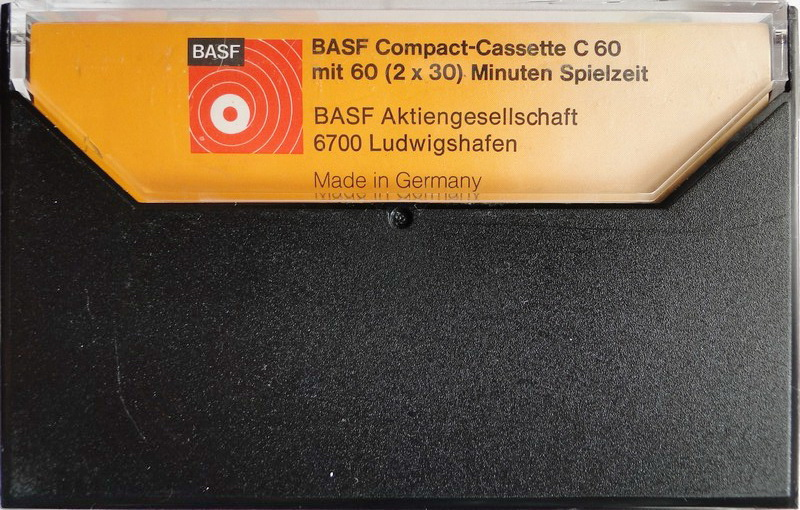 BASF
BASF Compact-Cassette C 60
mit 60 (2 x 30) Minuten Spielzeit
BASF Aktiengesellschaft
6700 Ludwigshafen
Made in Germany